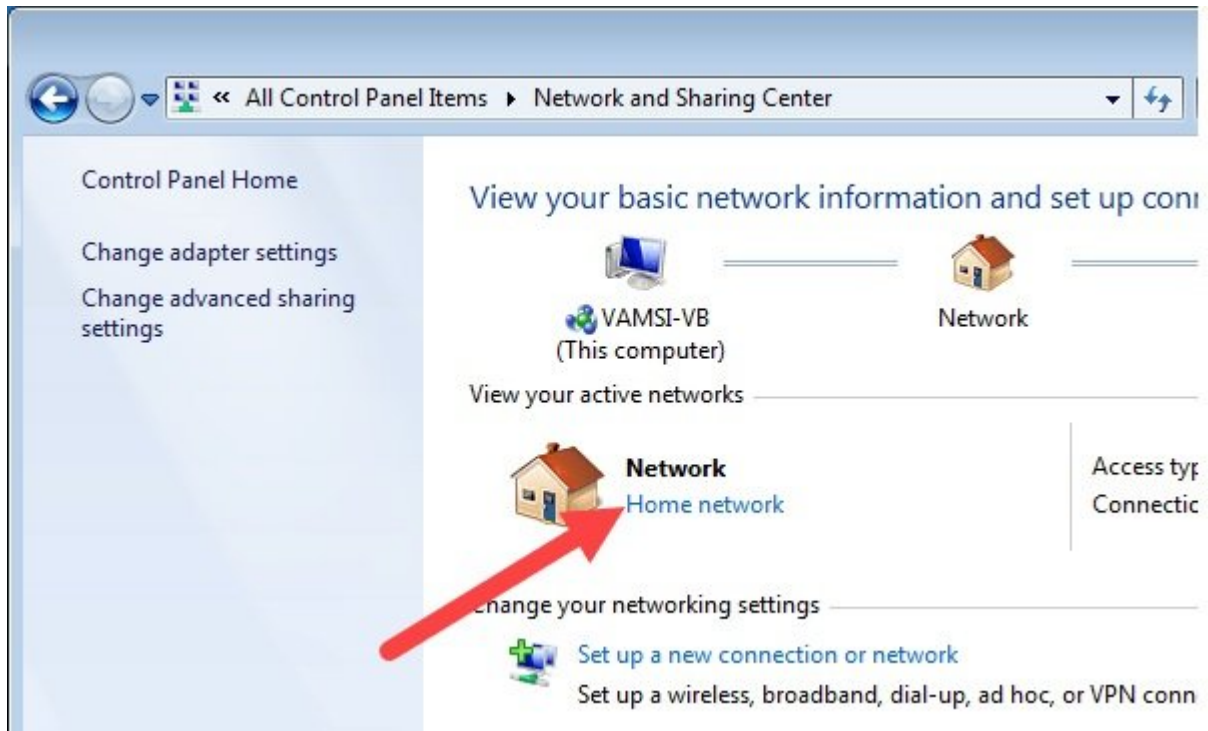 « All Control Panel Items ▸ Network and Sharing Center
Control Panel Home
Change adapter settings
Change advanced sharing
settings
View your basic network information and set up conn
VAMSI-VB
(This computer)
Network
View your active networks
Network
Home network
Access typ
Connectic
Change your networking settings
Set up a new connection or network
Set up a wireless, broadband, dial-up, ad hoc, or VPN conn